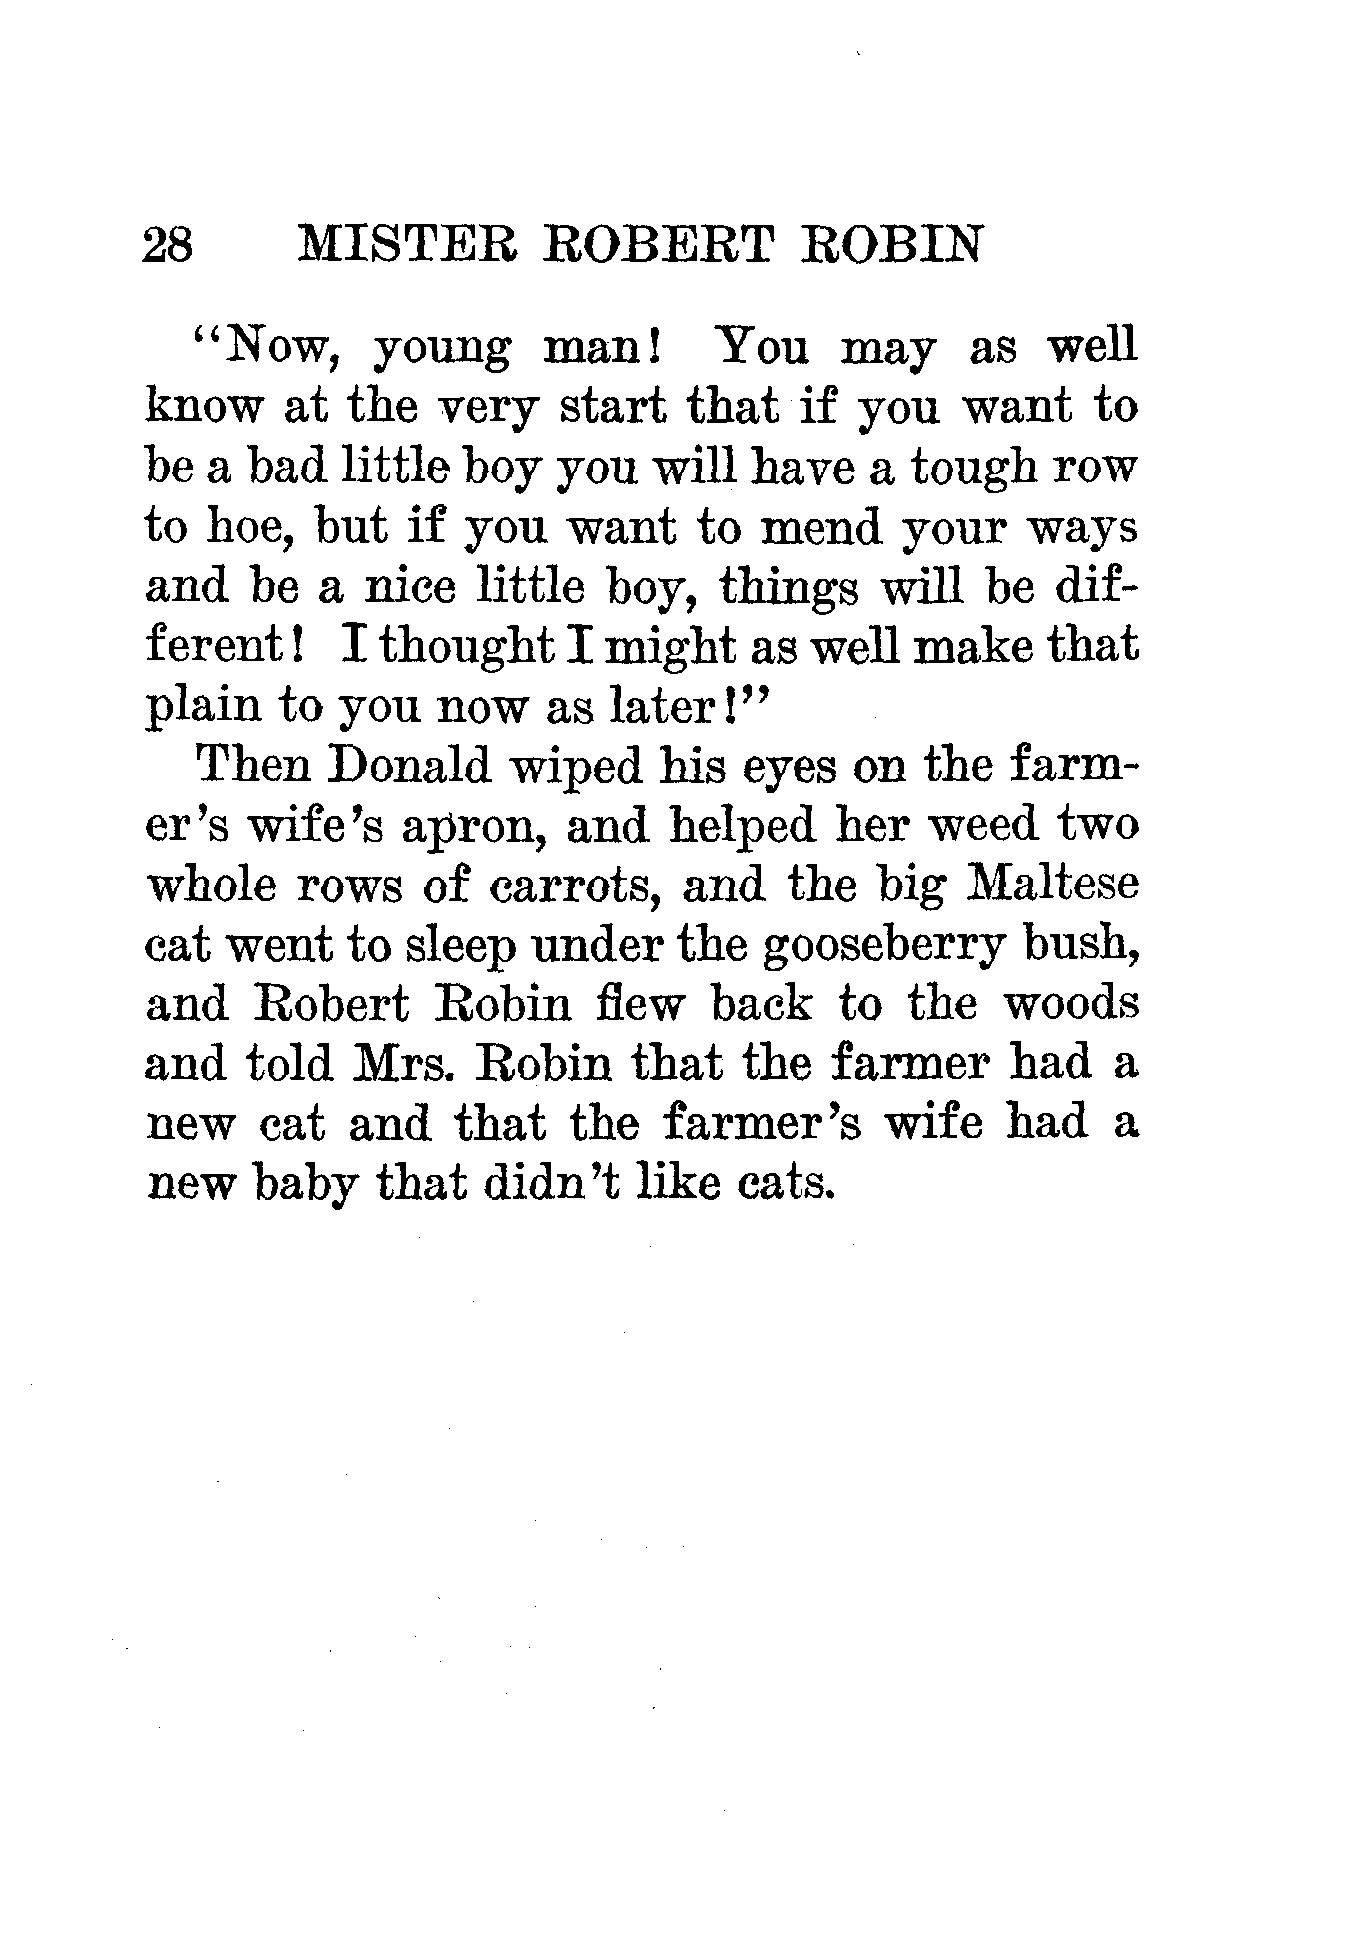 28 MISTER ROBERT ROBIN
“Now, young man! You may as well
know at the very start that if you want to
be a bad little boy you will have a tough row
to hoe, but if you want to mend your ways
and be a nice little boy, things will be dif-
ferent! I thought I might as well make that
plain to you now as later!”
Then Donald wiped his eyes on the farm-
er’s wife’s apron, and helped her weed two
whole rows of carrots, and the big Maltese
cat went to sleep under the gooseberry bush,
and Robert Robin flew back to the woods
and told Mrs. Robin that the farmer had a
new cat and that the farmer’s wife had a
new baby that didn’t like cats.